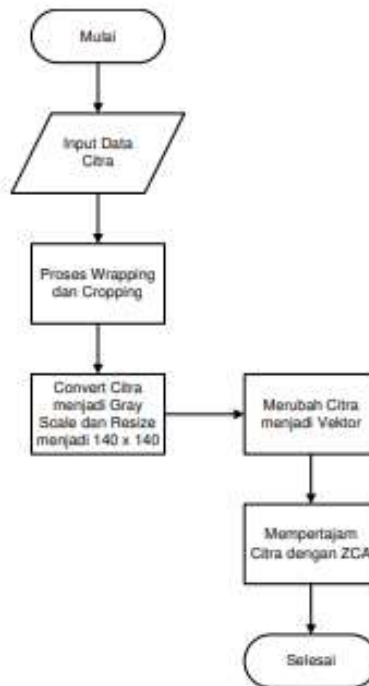 Mulai
Input Data
Citra
Proses Wrapping
dan Cropping
Convert Citra
menjadi Gray
Scale dan Resize
menjadi 140 x 140
Merubah Citra
menjadi Vektor
Mempertajam
Citra dengan ZCA
Selesai